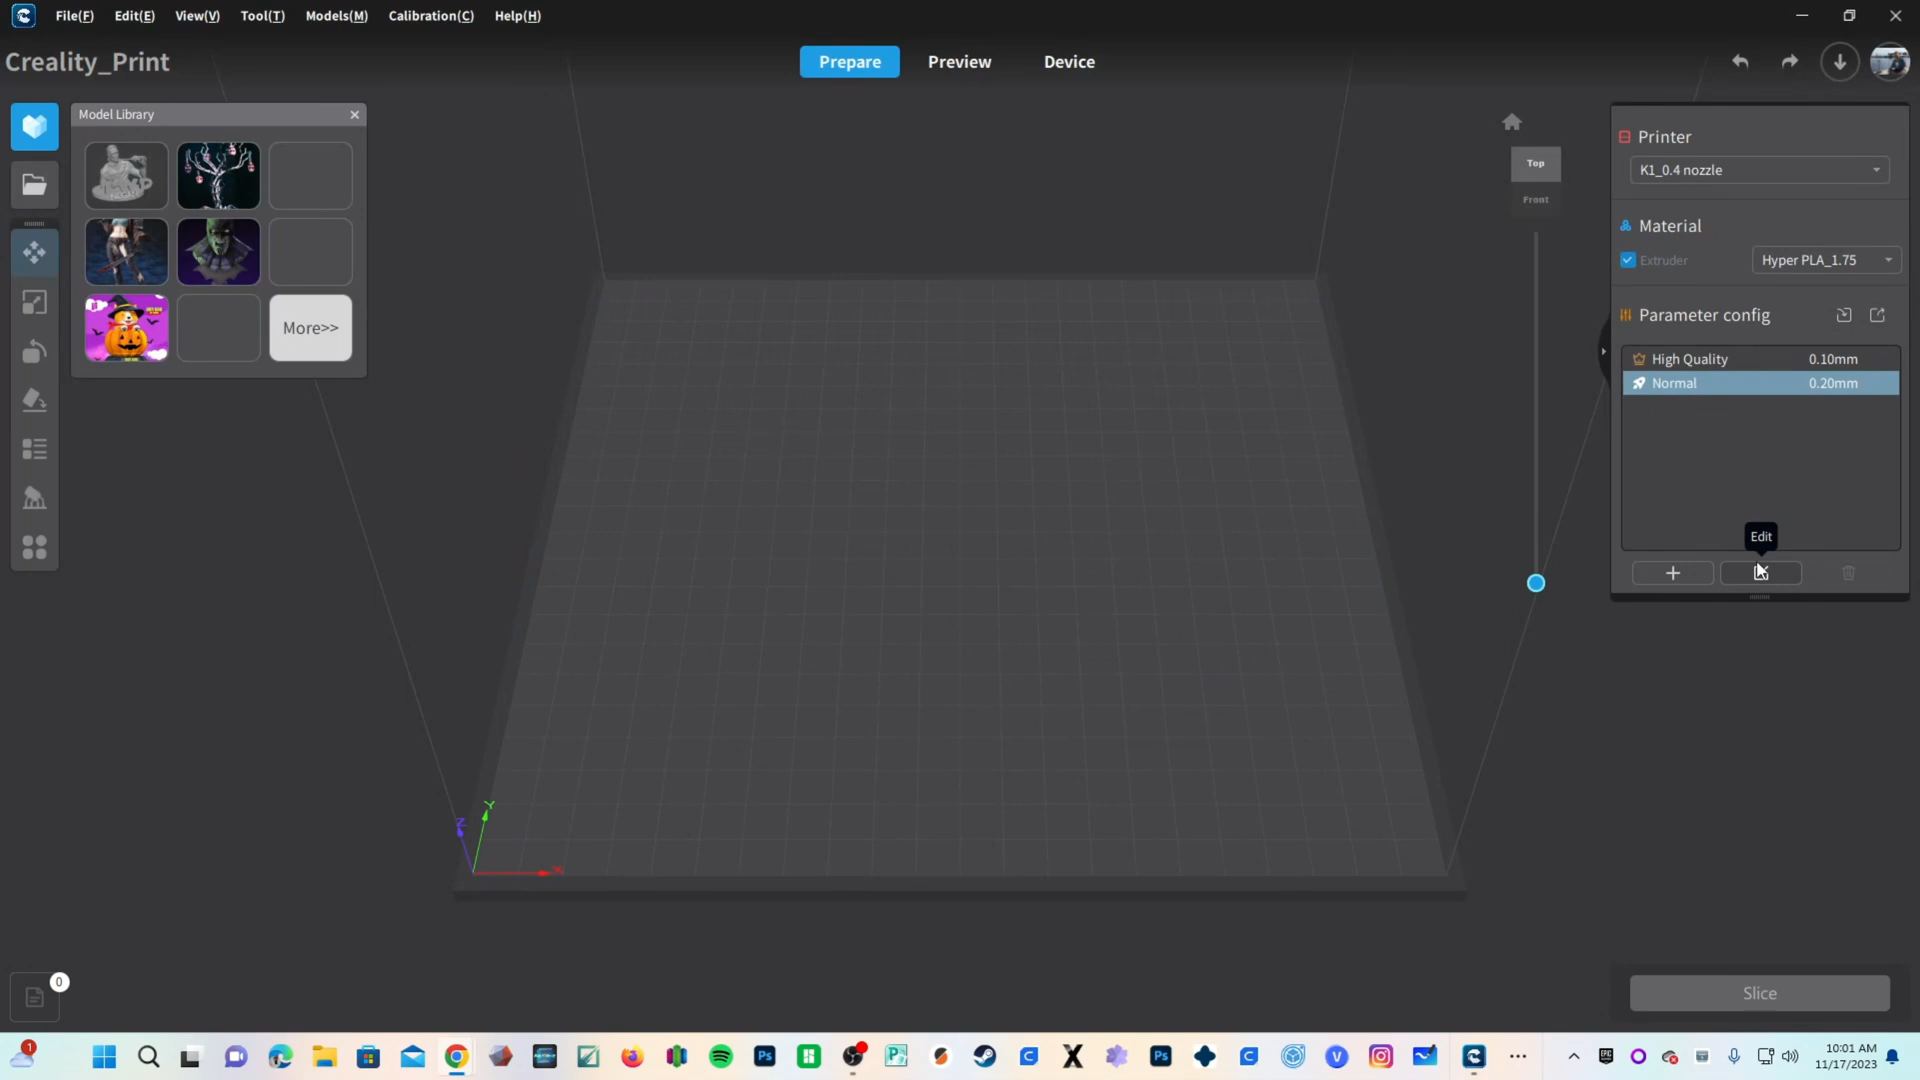 File(F) Edit(E) View(V) Tool(T) Models(M) Calibration(C) Help(H)
Creality_Print
Prepare Preview Device
Model Library
More>>
Top
Front
Printer
K1_0.4 nozzle
Material
Extruder Hyper PLA_1.75
Parameter config
High Quality 0.10mm
Normal 0.20mm
Edit
Z
Y
X
0
Slice
1
10:01 AM
11/17/2023